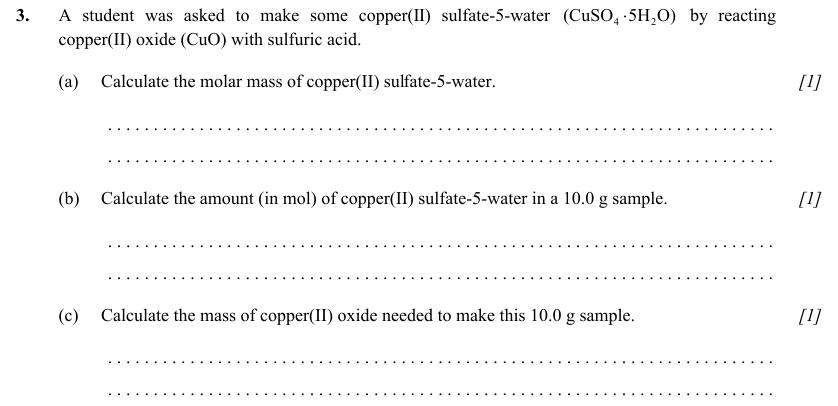 3. A student was asked to make some copper(II) sulfate-5-water (CuSO₄·5H₂O) by reacting
copper(II) oxide (CuO) with sulfuric acid.
(a) Calculate the molar mass of copper(II) sulfate-5-water. [1]
(b) Calculate the amount (in mol) of copper(II) sulfate-5-water in a 10.0 g sample. [1]
(c) Calculate the mass of copper(II) oxide needed to make this 10.0 g sample. [1]